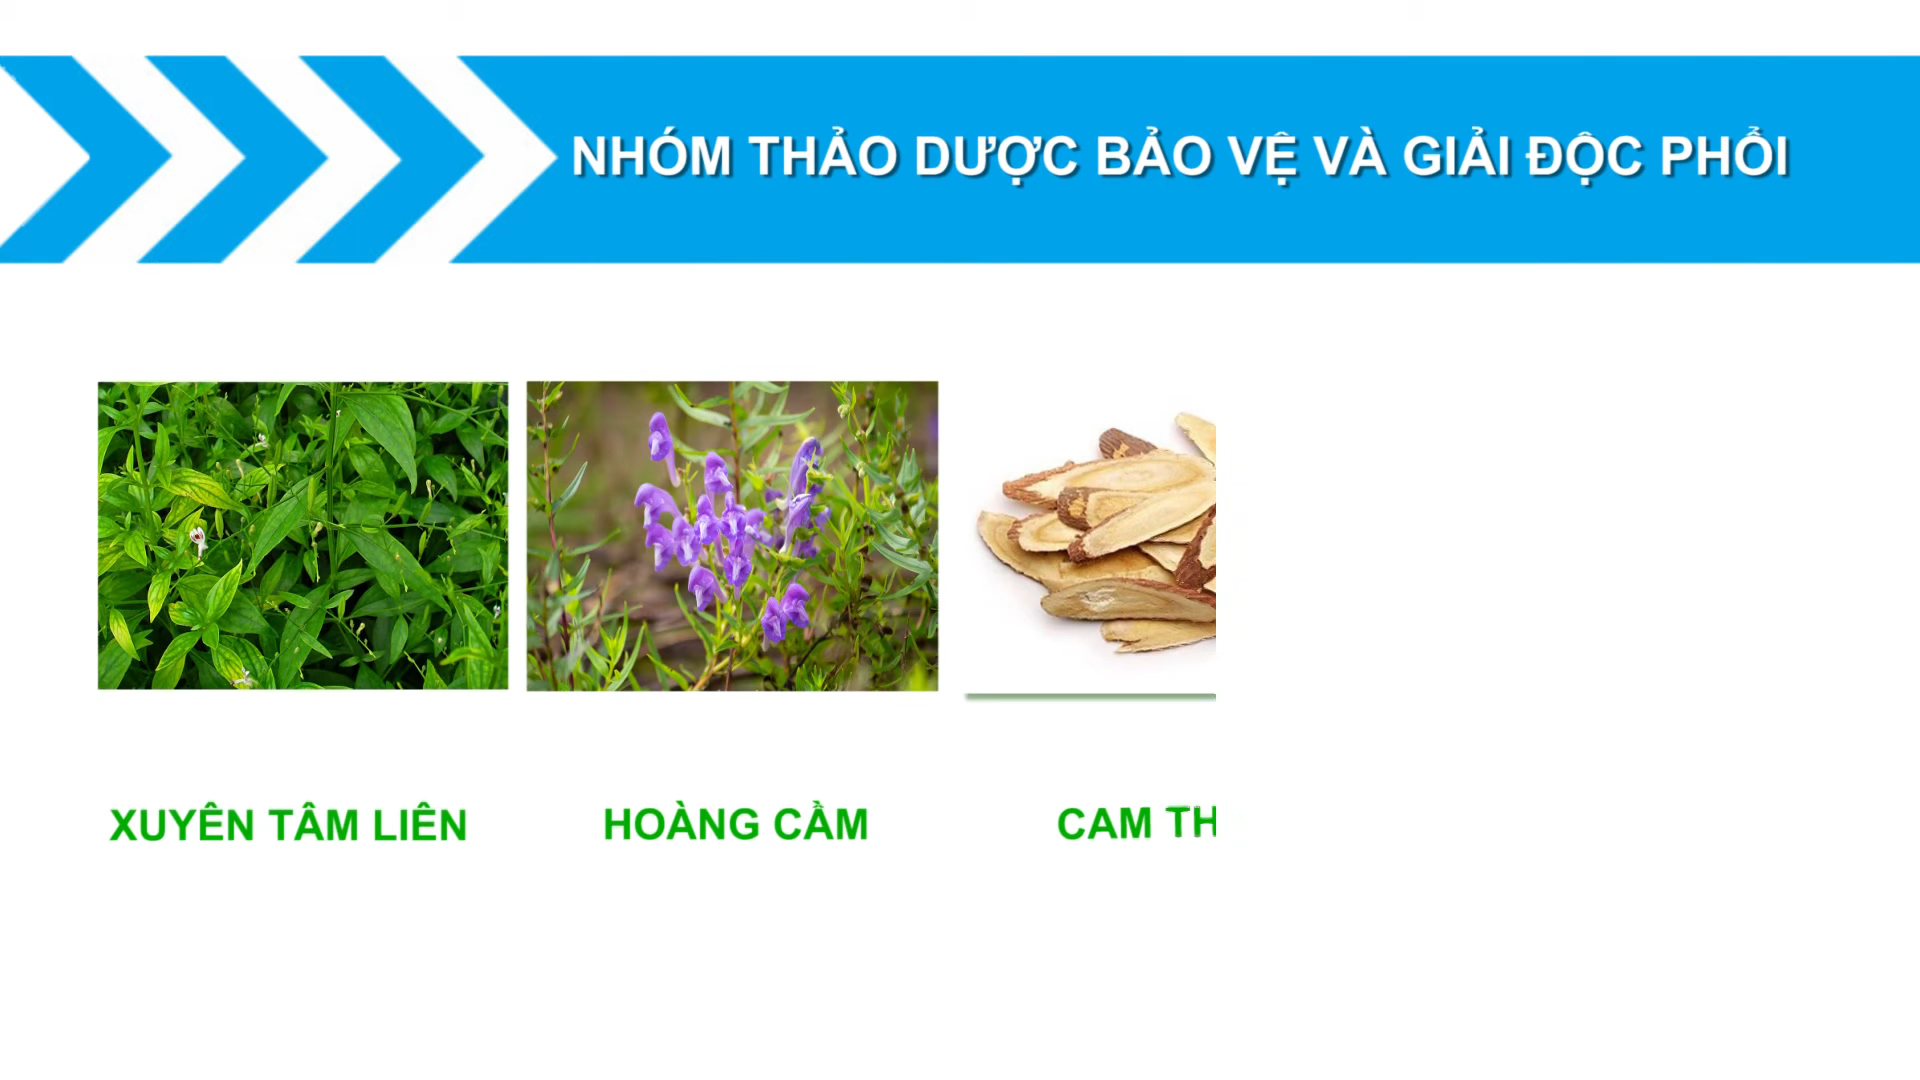 NHÓM THẢO DƯỢC BẢO VỆ VÀ GIẢI ĐỘC PHỔI
XUYÊN TÂM LIÊN
HOÀNG CẦM
CAM TH